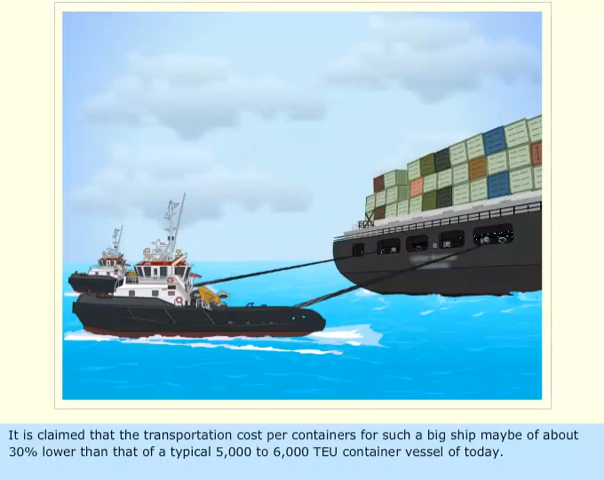 It is claimed that the transportation cost per containers for such a big ship maybe of about
30% lower than that of a typical 5,000 to 6,000 TEU container vessel of today.